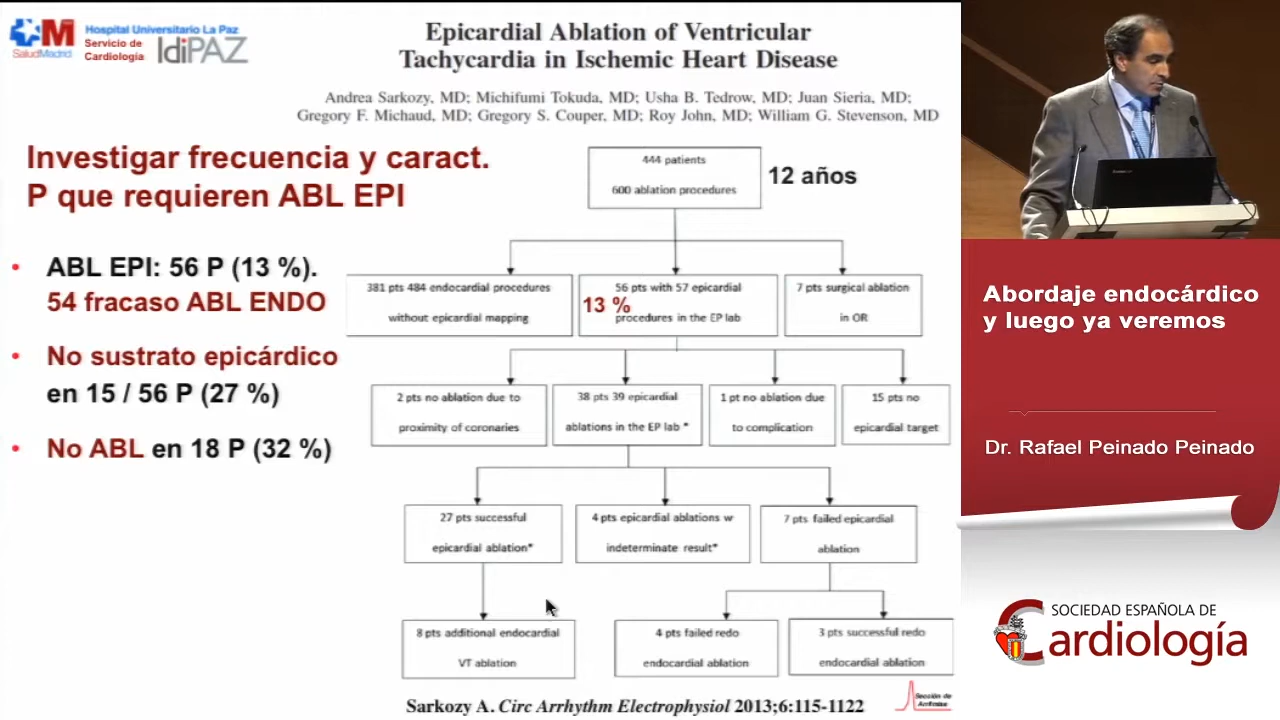 M
SaludMadrid
Hospital Universitario La Paz
Servicio de
Cardiología
IdiPAZ
Epicardial Ablation of Ventricular
Tachycardia in Ischemic Heart Disease
Andrea Sarkozy, MD; Michifumi Tokuda, MD; Usha B. Tedrow, MD; Juan Sieria, MD;
Gregory F. Michaud, MD; Gregory S. Couper, MD; Roy John, MD; William G. Stevenson, MD
Investigar frecuencia y caract.
P que requieren ABL EPI
• ABL EPI: 56 P (13 %).
54 fracaso ABL ENDO
• No sustrato epicárdico
en 15 / 56 P (27 %)
• No ABL en 18 P (32 %)
444 patients
600 ablation procedures
12 años
381 pts 484 endocardial procedures
without epicardial mapping
56 pts with 57 epicardial
13 %
procedures in the EP lab
7 pts surgical ablation
in OR
2 pts no ablation due to
proximity of coronaries
38 pts 39 epicardial
ablations in the EP lab *
1 pt no ablation due
to complication
15 pts no
epicardial target
27 pts successful
epicardial ablation*
4 pts epicardial ablations w
indeterminate result*
7 pts failed epicardial
ablation
8 pts additional endocardial
VT ablation
4 pts failed redo
endocardial ablation
3 pts successful redo
endocardial ablation
Sarkozy A. Circ Arrhythm Electrophysiol 2013;6:115-1122
Sección de
Arritmias
Abordaje endocárdico
y luego ya veremos
Dr. Rafael Peinado Peinado
SOCIEDAD ESPAÑOLA DE
Cardiología